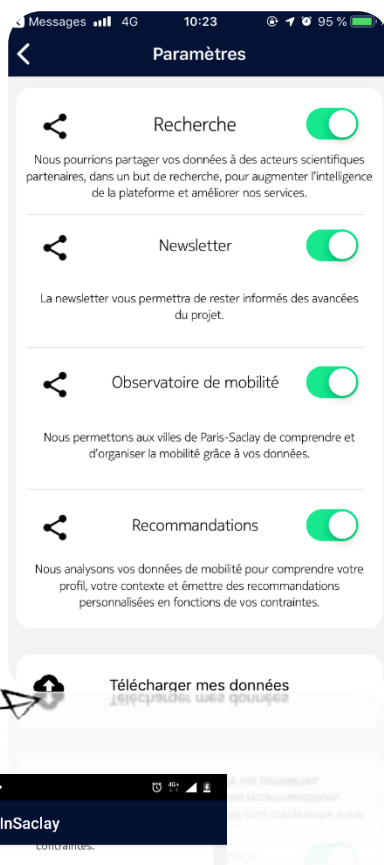 Messages 4G 10:23 95 %
Paramètres
Recherche
Nous pourrions partager vos données à des acteurs scientifiques
partenaires, dans un but de recherche, pour augmenter l'intelligence
de la plateforme et améliorer nos services.
Newsletter
La newsletter vous permettra de rester informés des avancées
du projet.
Observatoire de mobilité
Nous permettons aux villes de Paris-Saclay de comprendre et
d'organiser la mobilité grâce à vos données.
Recommandations
Nous analysons vos données de mobilité pour comprendre votre
profil, votre contexte et émettre des recommandations
personnalisées en fonctions de vos contraintes.
Télécharger mes données
Télécharger mes données
4G+
InSaclay
contraintes.